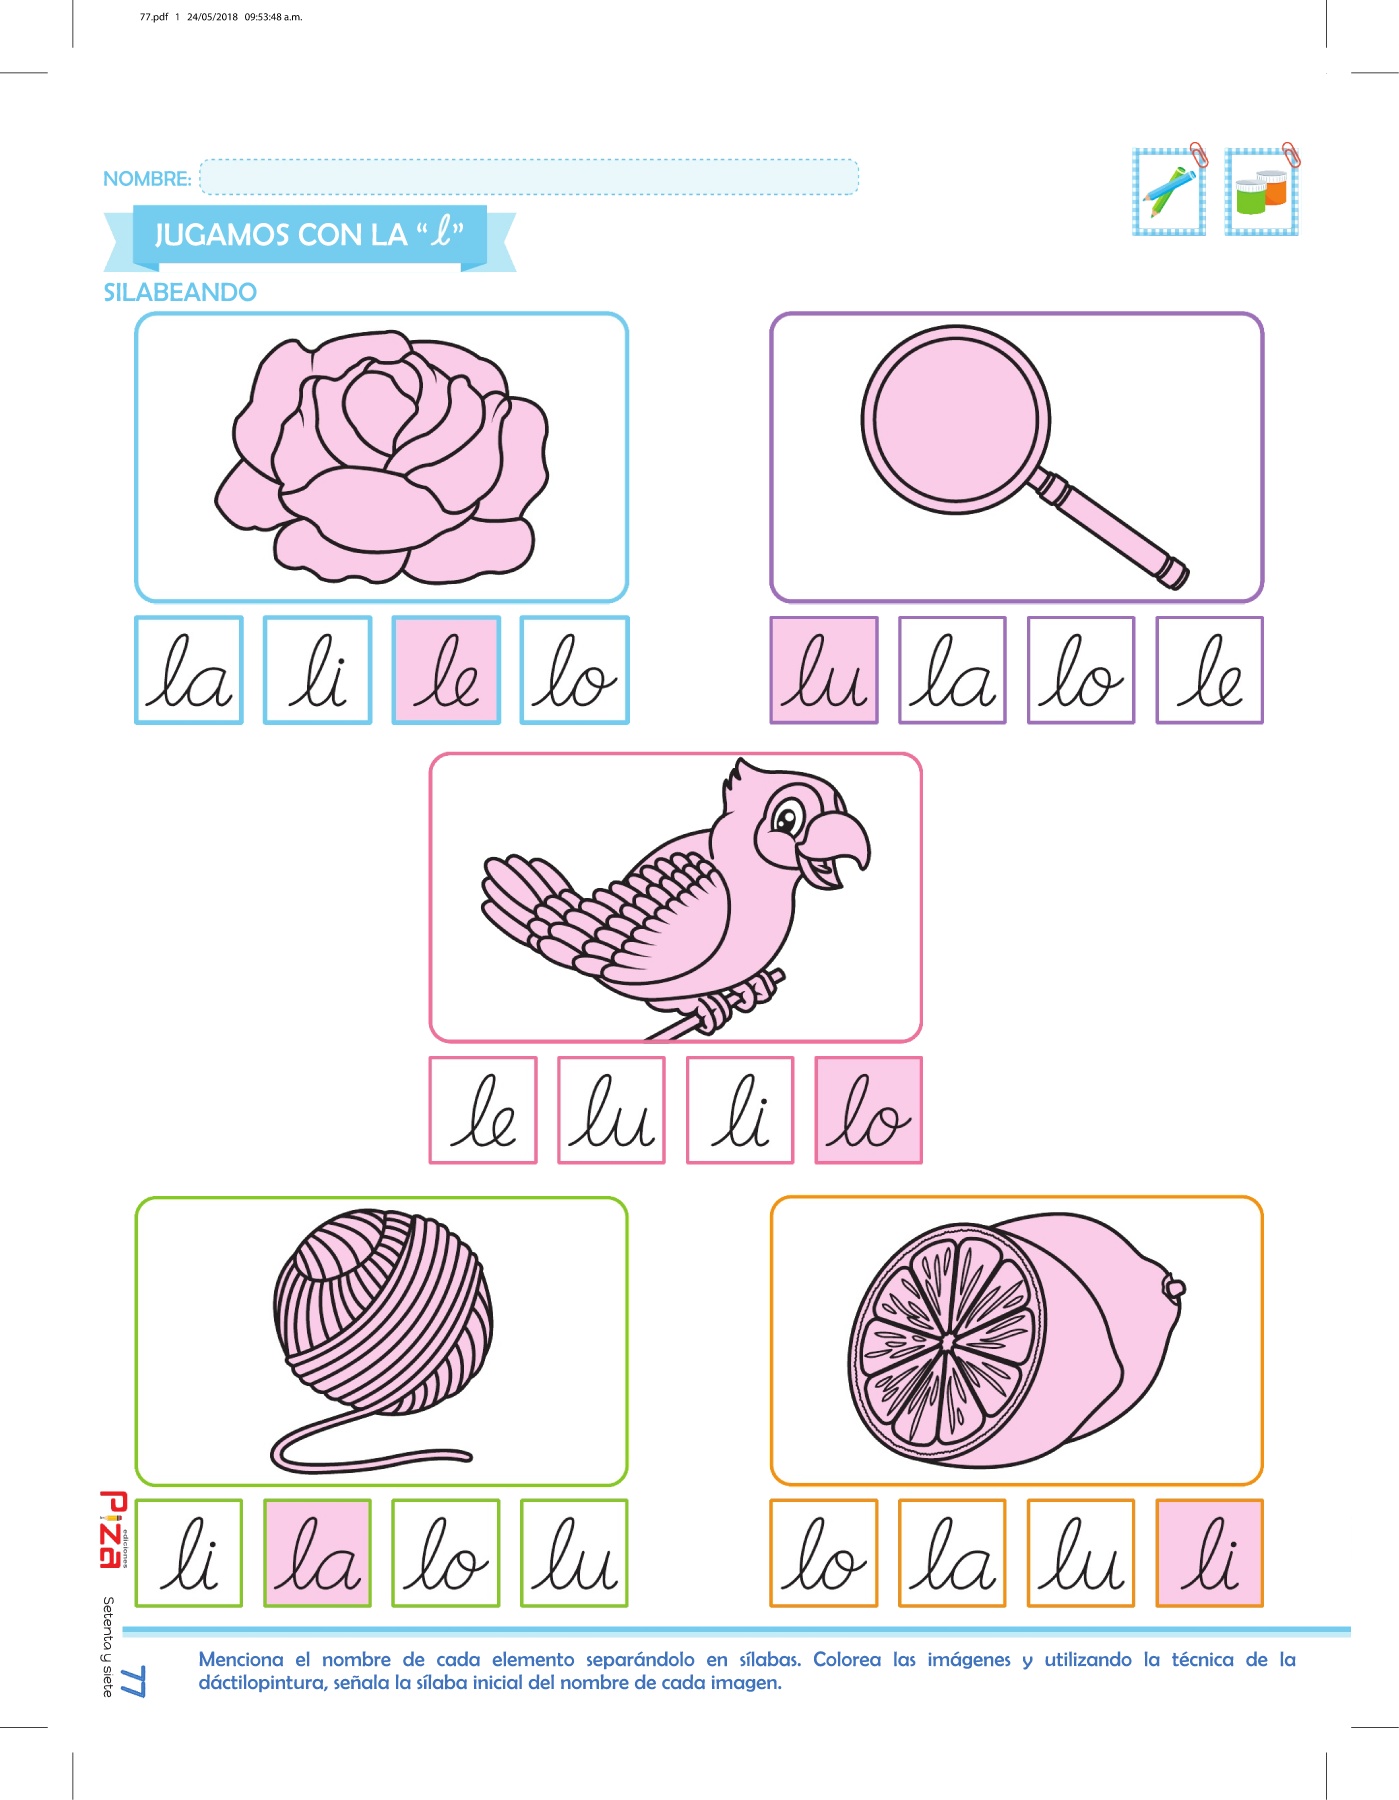 77.pdf 1 24/05/2018 09:53:48 a.m.
NOMBRE:
JUGAMOS CON LA “l”
SILABEANDO
la li le lo
lu la lo le
le lu li lo
li la lo lu
lo la lu li
Piza
ediciones
Setenta y siete
77
Menciona el nombre de cada elemento separándolo en sílabas. Colorea las imágenes y utilizando la técnica de la
dáctilopintura, señala la sílaba inicial del nombre de cada imagen.